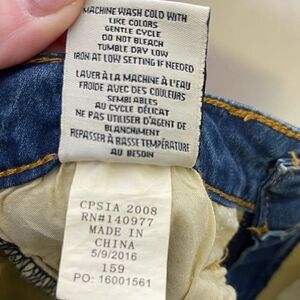 MACHINE WASH COLD WITH
LIKE COLORS
GENTLE CYCLE
DO NOT BLEACH
TUMBLE DRY LOW
IRON AT LOW SETTING IF NEEDED
LAVER À LA MACHINE À L'EAU
FROIDE AVEC DES COULEURS
SEMBLABLES
AU CYCLE DÉLICAT
NE PAS UTILISER D'AGENT DE
BLANCHIMENT
REPASSER À BASSE TEMPÉRATURE
AU BESOIN
CPSIA 2008
RN#140977
MADE IN
CHINA
5/9/2016
159
PO: 16001561